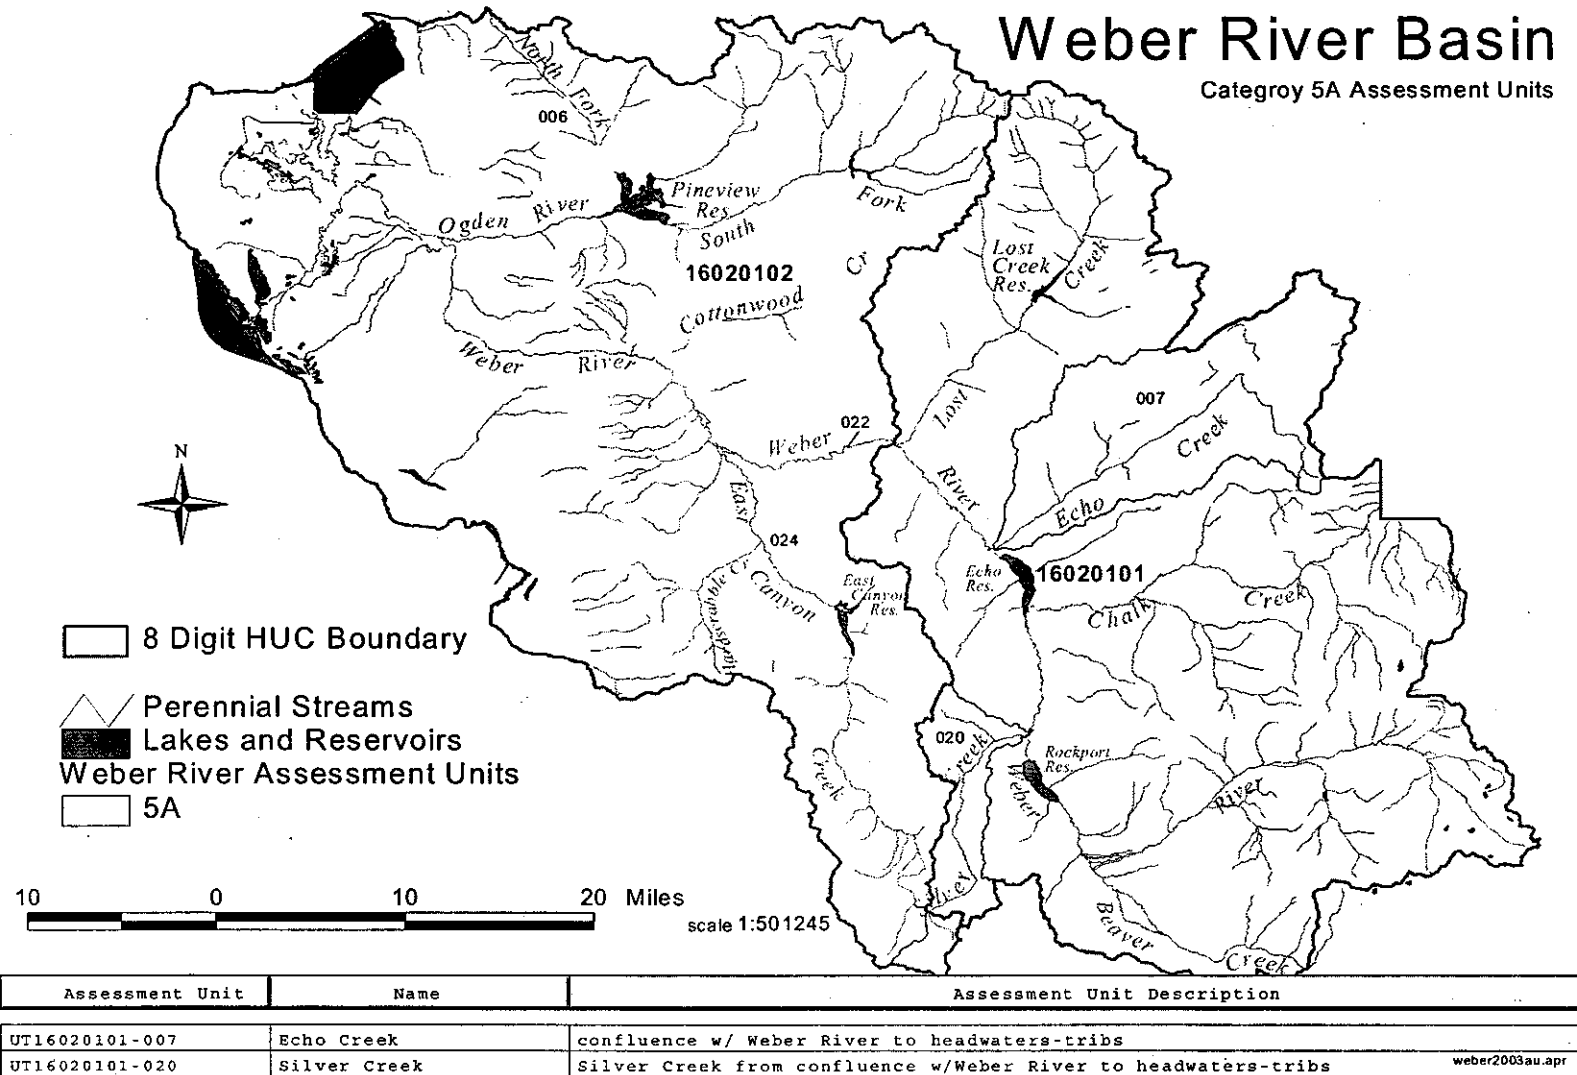 Weber River Basin
Categroy 5A Assessment Units
North Fork
006
Pineview
Res.
Ogden River
South Fork
16020102
Cottonwood Cr
Lost
Creek
Res.
Creek
Weber River
022
Weber
Lost
007
Creek
River
Echo
N
East
024
Canyon
Hardscrabble Cr
East
Canyon
Res.
Echo
Res.
16020101
Chalk Creek
8 Digit HUC Boundary
Perennial Streams
Lakes and Reservoirs
Weber River Assessment Units
5A
020
Creek
Rockport
Res.
Weber
River
Creek
Beaver
Creek
10 0 10 20 Miles
scale 1:501245
Assessment Unit Name Assessment Unit Description
UT16020101-007 Echo Creek confluence w/ Weber River to headwaters-tribs
UT16020101-020 Silver Creek Silver Creek from confluence w/Weber River to headwaters-tribs
weber2003au.apr